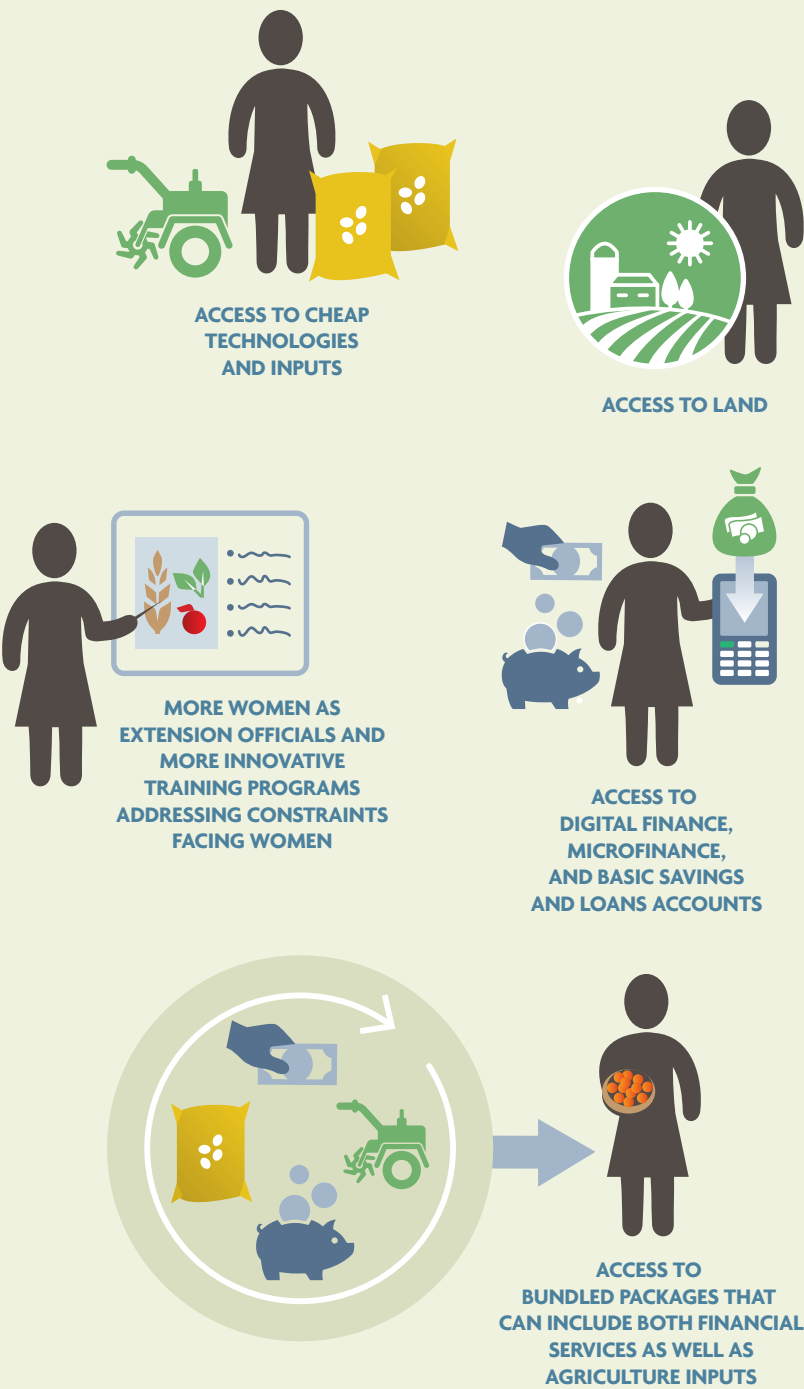 ACCESS TO CHEAP
TECHNOLOGIES
AND INPUTS
ACCESS TO LAND
MORE WOMEN AS
EXTENSION OFFICIALS AND
MORE INNOVATIVE
TRAINING PROGRAMS
ADDRESSING CONSTRAINTS
FACING WOMEN
ACCESS TO
DIGITAL FINANCE,
MICROFINANCE,
AND BASIC SAVINGS
AND LOANS ACCOUNTS
ACCESS TO
BUNDLED PACKAGES THAT
CAN INCLUDE BOTH FINANCIAL
SERVICES AS WELL AS
AGRICULTURE INPUTS